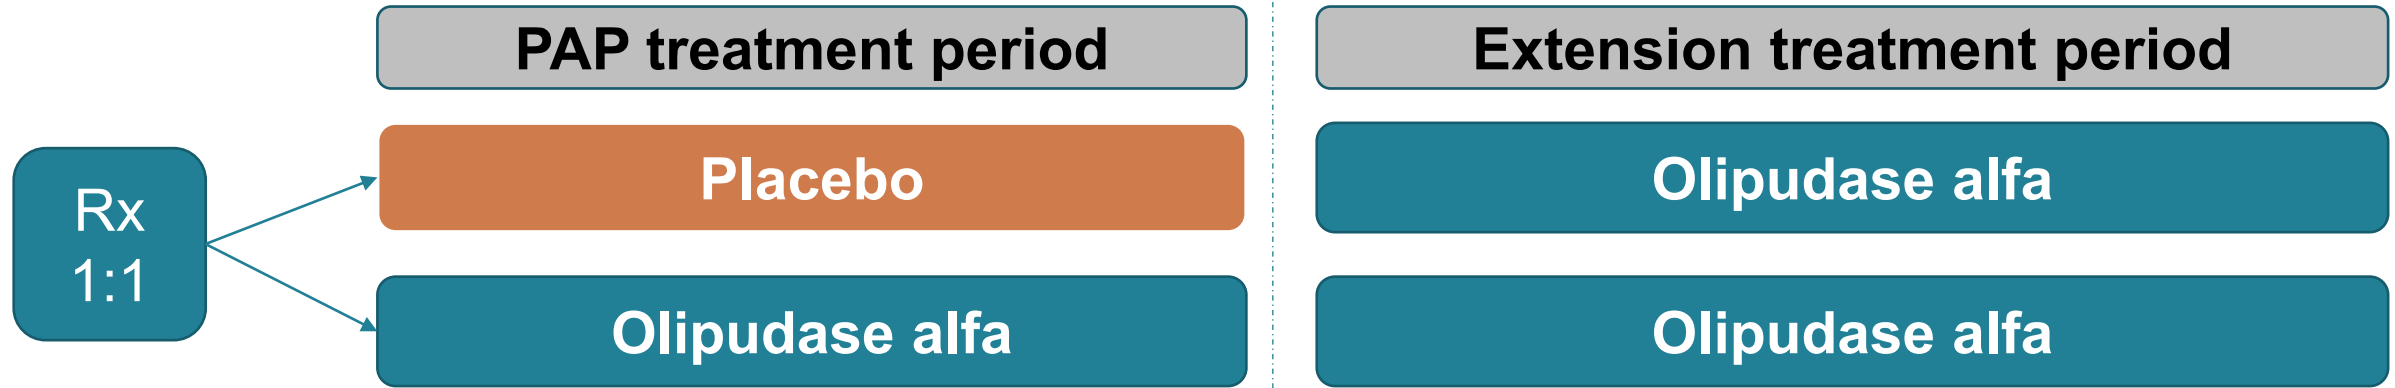 PAP treatment period
Extension treatment period
Rx
1:1
Placebo
Olipudase alfa
Olipudase alfa
Olipudase alfa